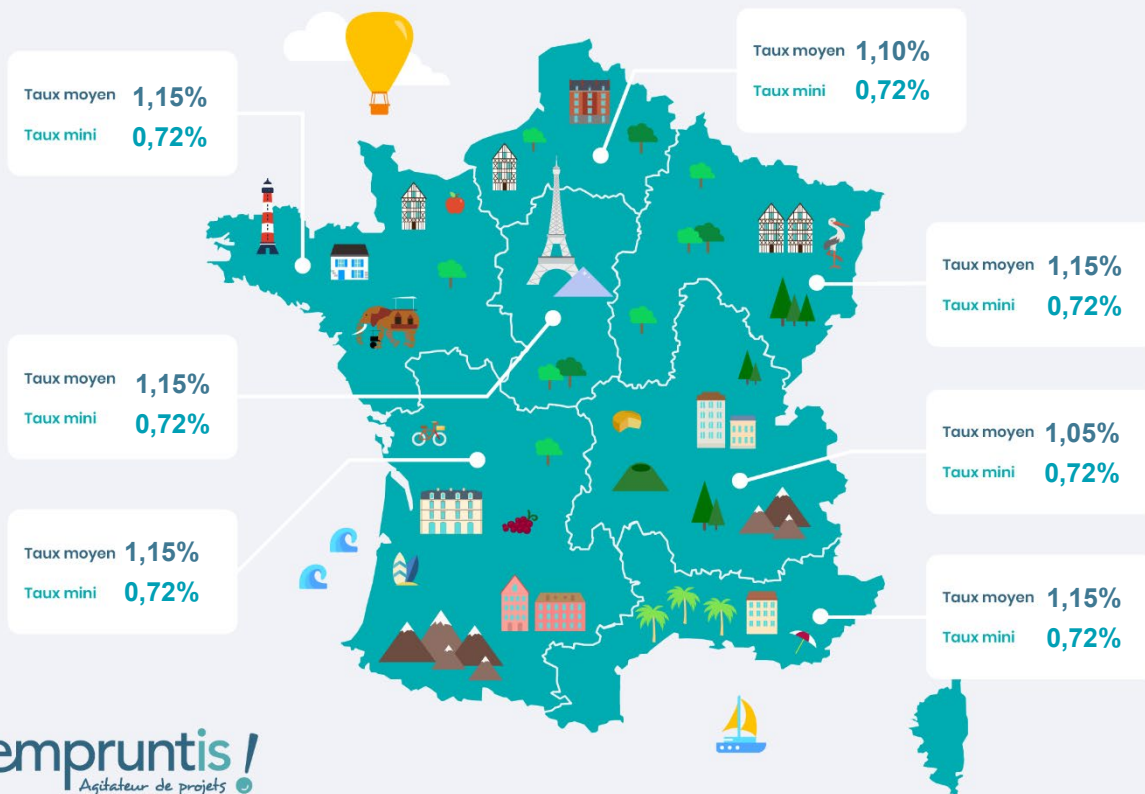 Taux moyen 1,10%
Taux mini 0,72%
Taux moyen 1,15%
Taux mini 0,72%
Taux moyen 1,15%
Taux mini 0,72%
Taux moyen 1,15%
Taux mini 0,72%
Taux moyen 1,05%
Taux mini 0,72%
Taux moyen 1,15%
Taux mini 0,72%
Taux moyen 1,15%
Taux mini 0,72%
empruntis !
Agitateur de projets